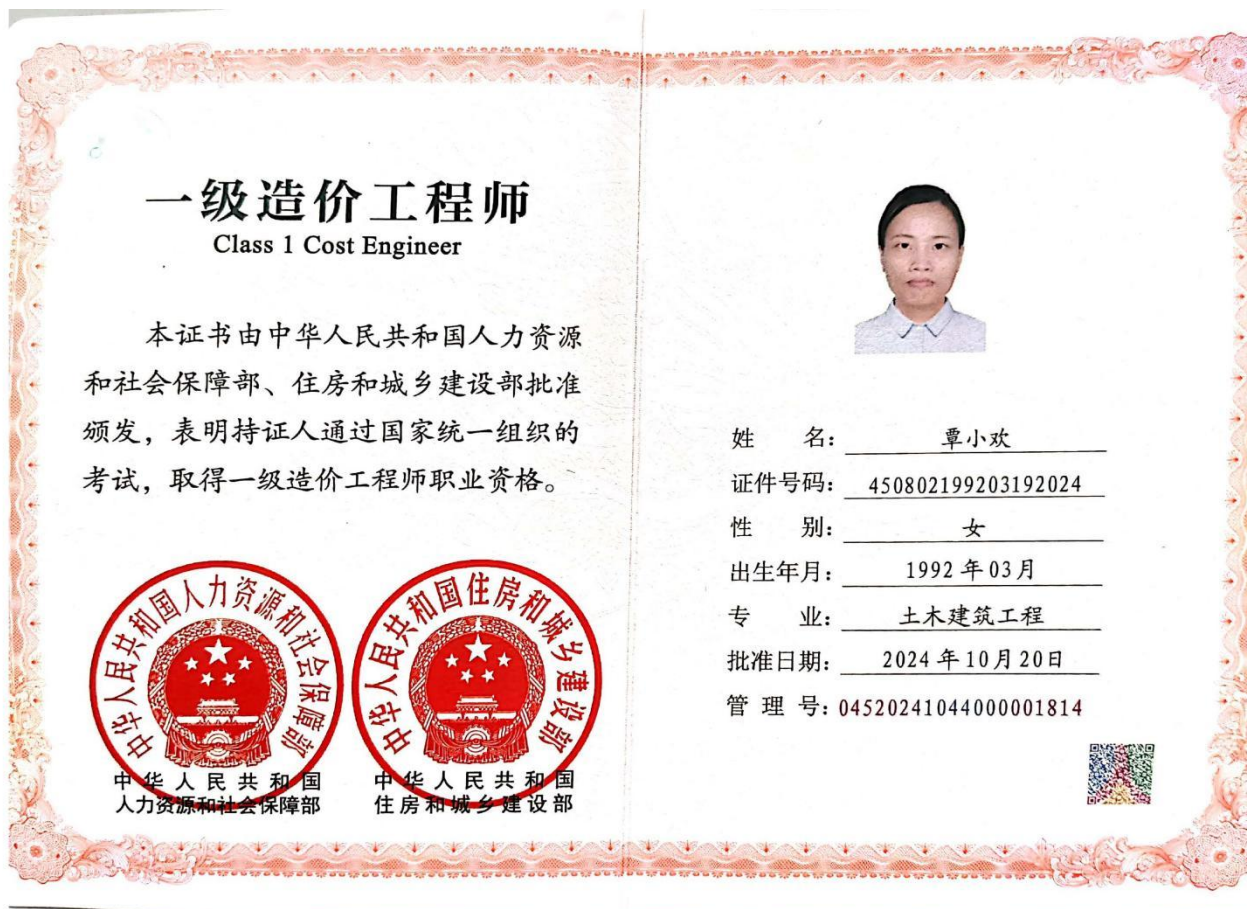 一级造价工程师
Class 1 Cost Engineer
本证书由中华人民共和国人力资源
和社会保障部、住房和城乡建设部批准
颁发，表明持证人通过国家统一组织的
考试，取得一级造价工程师职业资格。
中华人民共和国人力资源和社会保障部
中华人民共和国
人力资源和社会保障部
中华人民共和国住房和城乡建设部
中华人民共和国
住房和城乡建设部
姓 名：覃小欢
证件号码：450802199203192024
性 别：女
出生年月：1992年03月
专 业：土木建筑工程
批准日期：2024年10月20日
管 理 号：04520241044000001814